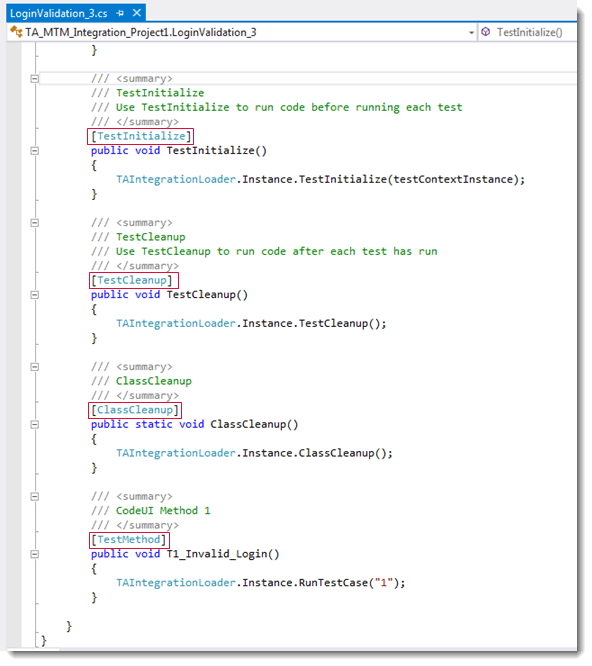 LoginValidation_3.cs
TA_MTM_Integration_Project1.LoginValidation_3 TestInitialize()
}
/// <summary>
/// TestInitialize
/// Use TestInitialize to run code before running each test
/// </summary>
[TestInitialize]
public void TestInitialize()
{
TAIntegrationLoader.Instance.TestInitialize(testContextInstance);
}
/// <summary>
/// TestCleanup
/// Use TestCleanup to run code after each test has run
/// </summary>
[TestCleanup]
public void TestCleanup()
{
TAIntegrationLoader.Instance.TestCleanup();
}
/// <summary>
/// ClassCleanup
/// </summary>
[ClassCleanup]
public static void ClassCleanup()
{
TAIntegrationLoader.Instance.ClassCleanup();
}
/// <summary>
/// CodeUI Method 1
/// </summary>
[TestMethod]
public void T1_Invalid_Login()
{
TAIntegrationLoader.Instance.RunTestCase("1");
}
}
}